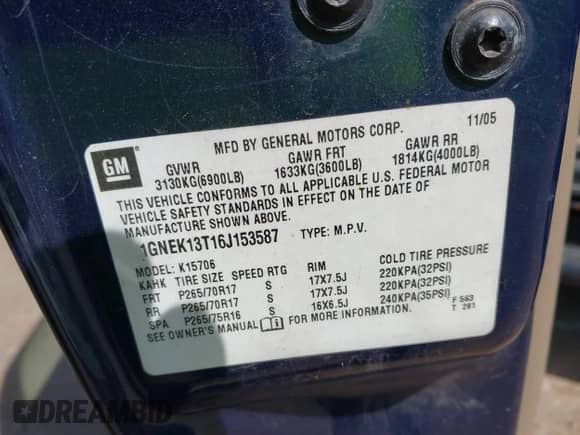 GM
MFD BY GENERAL MOTORS CORP. 11/05
GVWR GAWR FRT GAWR RR
3130KG(6900LB) 1633KG(3600LB) 1814KG(4000LB)
THIS VEHICLE CONFORMS TO ALL APPLICABLE U.S. FEDERAL MOTOR
VEHICLE SAFETY STANDARDS IN EFFECT ON THE DATE OF
MANUFACTURE SHOWN ABOVE.
1GNEK13T16J153587 TYPE: M.P.V.
MODEL: K15706
KAHK TIRE SIZE SPEED RTG RIM COLD TIRE PRESSURE
FRT P265/70R17 S 17X7.5J 220KPA(32PSI)
RR P265/70R17 S 17X7.5J 220KPA(32PSI)
SPA P265/75R16 S 16X6.5J 240KPA(35PSI)
SEE OWNER'S MANUAL FOR MORE INFORMATION. F 563
T 281
DREAMBID